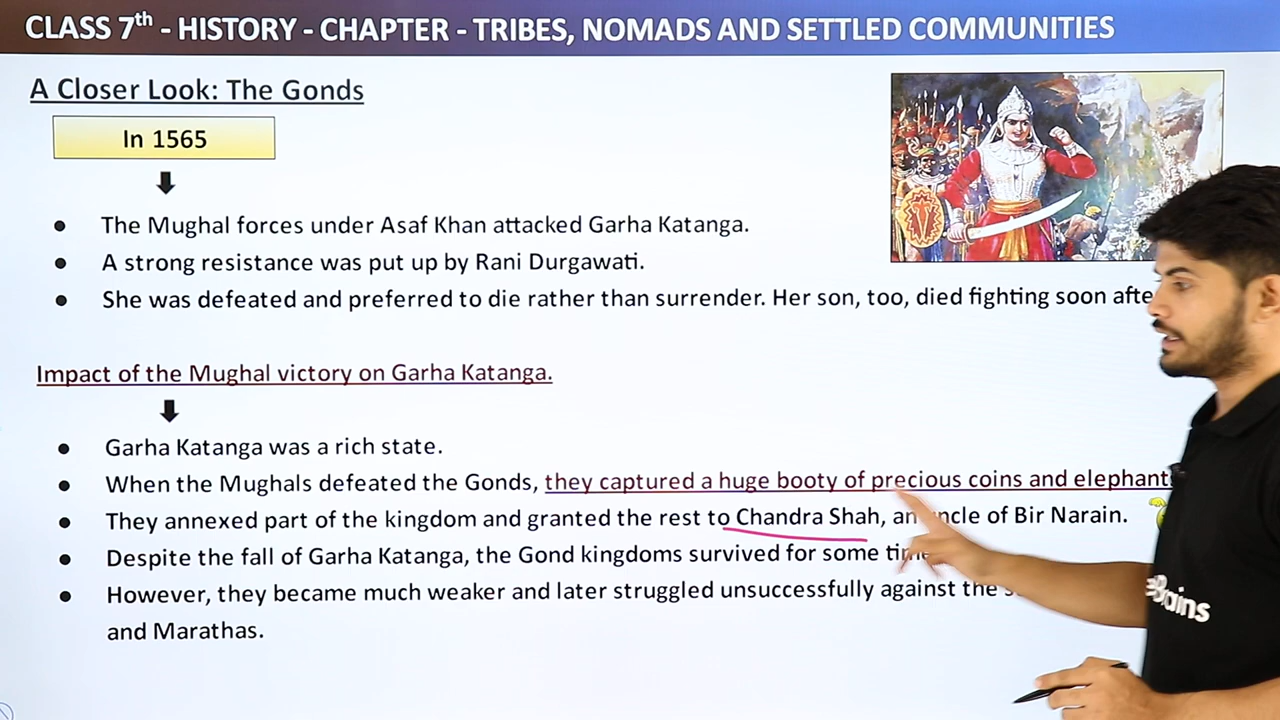 CLASS 7th - HISTORY - CHAPTER - TRIBES, NOMADS AND SETTLED COMMUNITIES
A Closer Look: The Gonds
In 1565
● The Mughal forces under Asaf Khan attacked Garha Katanga.
● A strong resistance was put up by Rani Durgawati.
● She was defeated and preferred to die rather than surrender. Her son, too, died fighting soon afte
Impact of the Mughal victory on Garha Katanga.
● Garha Katanga was a rich state.
● When the Mughals defeated the Gonds, they captured a huge booty of precious coins and elephant
● They annexed part of the kingdom and granted the rest to Chandra Shah, an uncle of Bir Narain.
● Despite the fall of Garha Katanga, the Gond kingdoms survived for some
● However, they became much weaker and later struggled unsuccessfully against the
and Marathas.
Brains